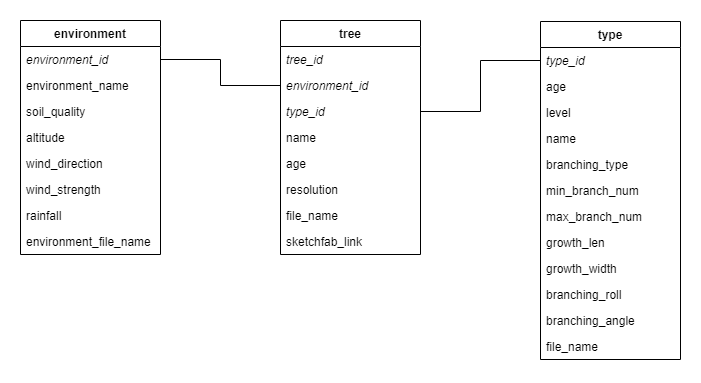 environment
environment_id
environment_name
soil_quality
altitude
wind_direction
wind_strength
rainfall
environment_file_name
tree
tree_id
environment_id
type_id
name
age
resolution
file_name
sketchfab_link
type
type_id
age
level
name
branching_type
min_branch_num
max_branch_num
growth_len
growth_width
branching_roll
branching_angle
file_name